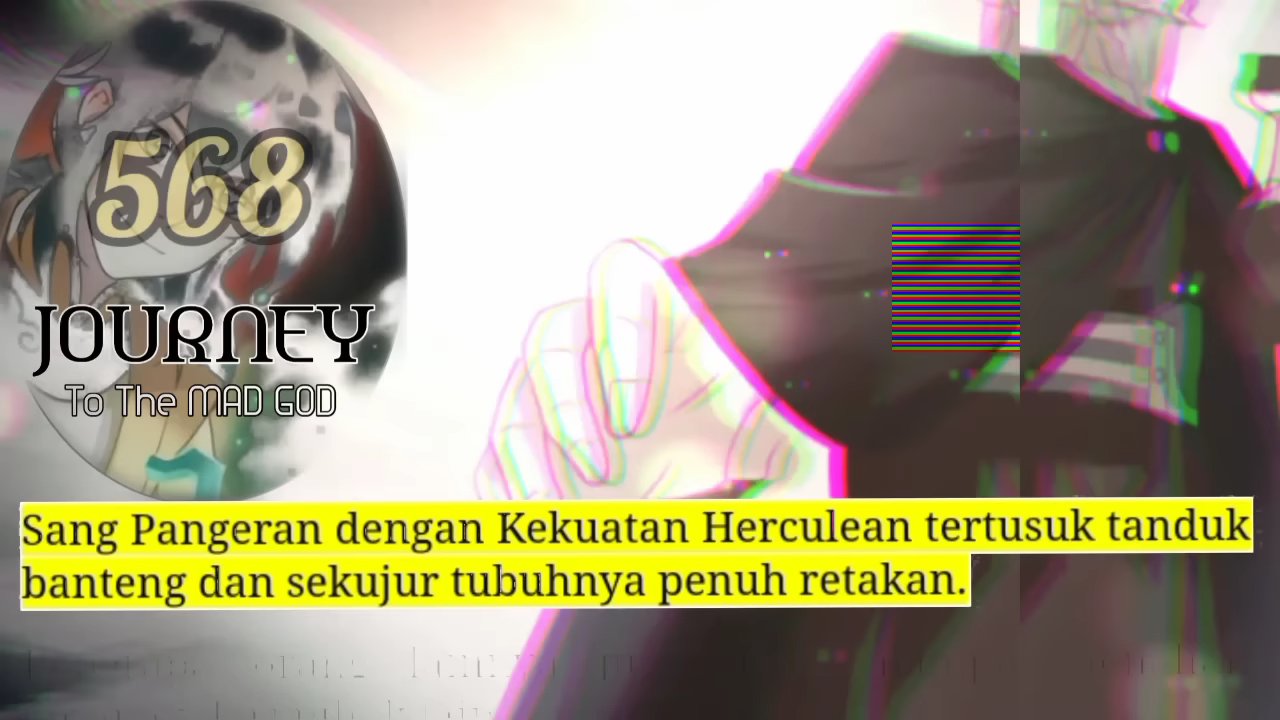 568
JOURNEY
To The MAD GOD
Sang Pangeran dengan Kekuatan Herculean tertusuk tanduk
banteng dan sekujur tubuhnya penuh retakan.